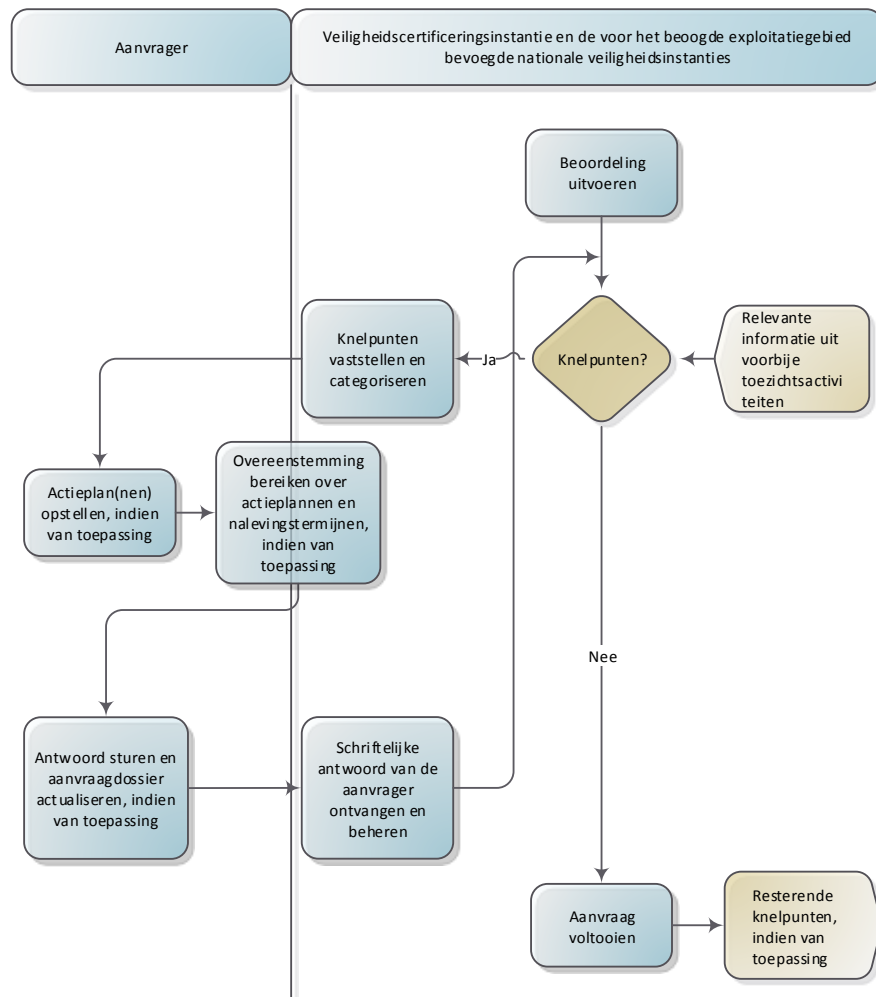 Aanvrager
Veiligheidscertificeringsinstantie en de voor het beoogde exploitatiegebied
bevoegde nationale veiligheidsinstanties
Beoordeling
uitvoeren
Knelpunten
vaststellen en
categoriseren
Ja
Knelpunten?
Relevante
informatie uit
voorbije
toezichtsactivi
teiten
Actieplan(nen)
opstellen, indien
van toepassing
Overeenstemming
bereiken over
actieplannen en
nalevingstermijnen,
indien van
toepassing
Nee
Antwoord sturen en
aanvraagdossier
actualiseren, indien
van toepassing
Schriftelijke
antwoord van de
aanvrager
ontvangen en
beheren
Aanvraag
voltooien
Resterende
knelpunten,
indien van
toepassing